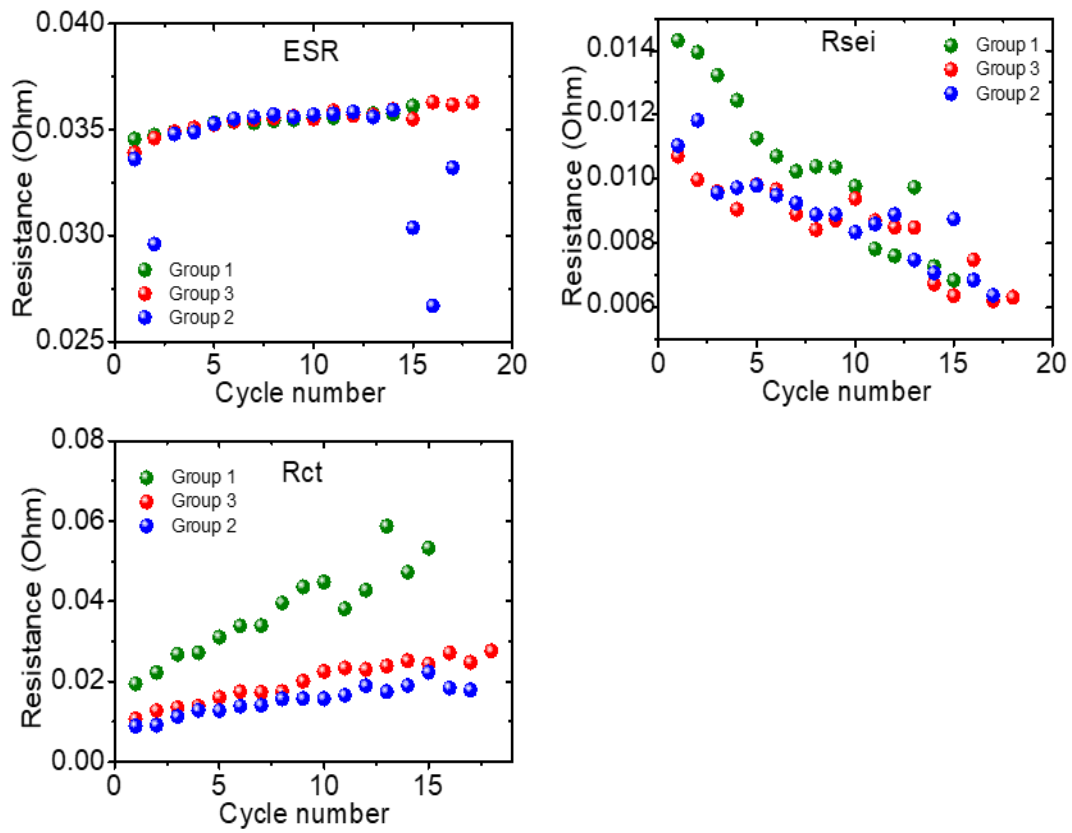 ESR
Resistance (Ohm)
0.040
0.035
0.030
0.025
Group 1
Group 3
Group 2
0 5 10 15 20
Cycle number
Rsei
Resistance (Ohm)
0.014
0.012
0.010
0.008
0.006
Group 1
Group 3
Group 2
0 5 10 15 20
Cycle number
Rct
Resistance (Ohm)
0.08
0.06
0.04
0.02
0.00
Group 1
Group 3
Group 2
0 5 10 15
Cycle number